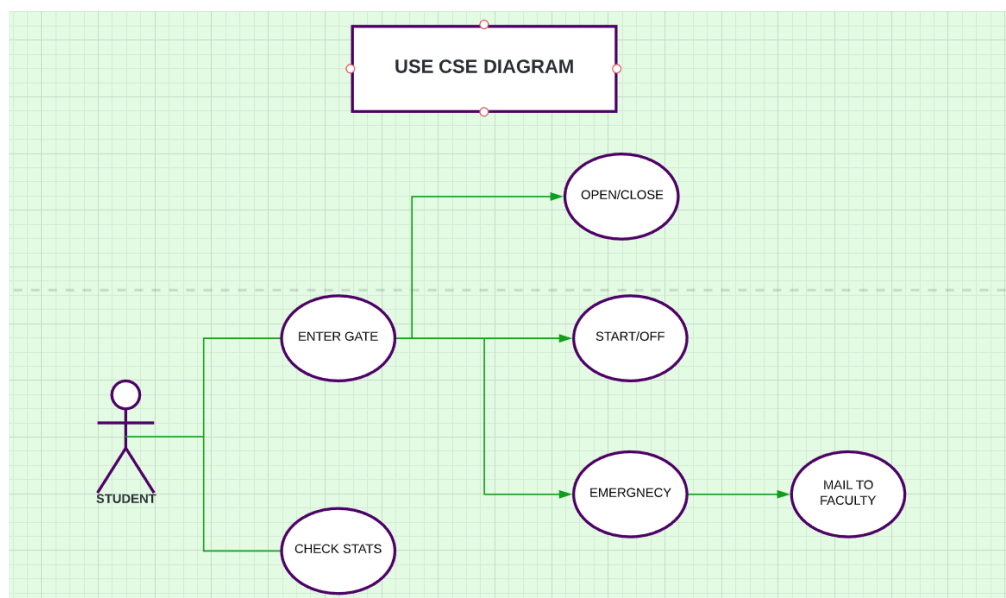 USE CSE DIAGRAM
OPEN/CLOSE
ENTER GATE
START/OFF
STUDENT
EMERGNECY
MAIL TO
FACULTY
CHECK STATS